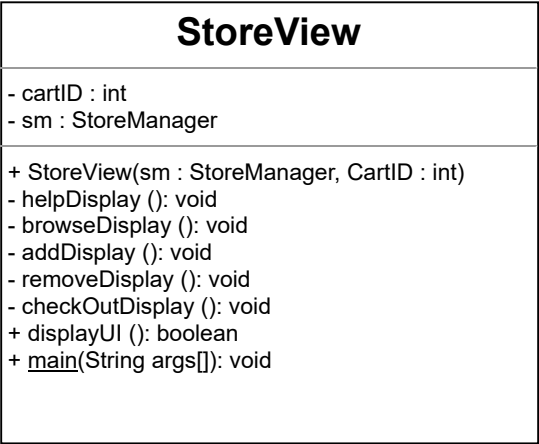 StoreView
- cartID : int
- sm : StoreManager
+ StoreView(sm : StoreManager, CartID : int)
- helpDisplay (): void
- browseDisplay (): void
- addDisplay (): void
- removeDisplay (): void
- checkOutDisplay (): void
+ displayUI (): boolean
+ main(String args[]): void